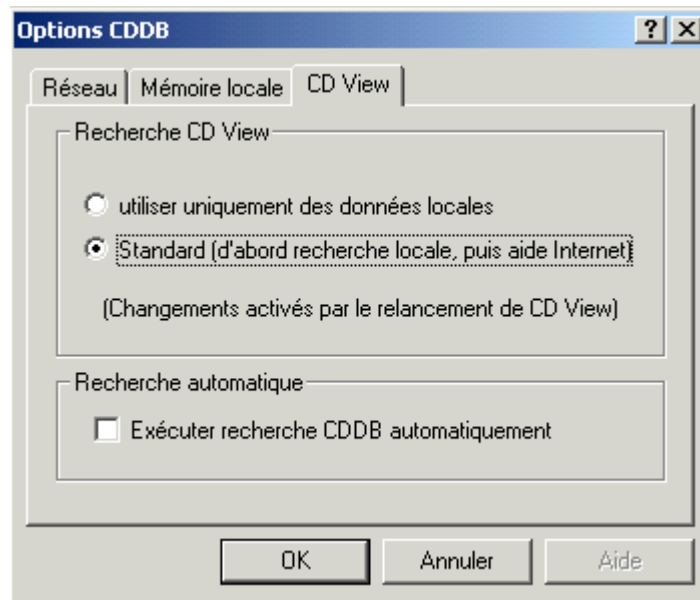 Options CDDB
Réseau Mémoire locale CD View
Recherche CD View
utiliser uniquement des données locales
Standard (d'abord recherche locale, puis aide Internet)
(Changements activés par le relancement de CD View)
Recherche automatique
Exécuter recherche CDDB automatiquement
OK Annuler Aide